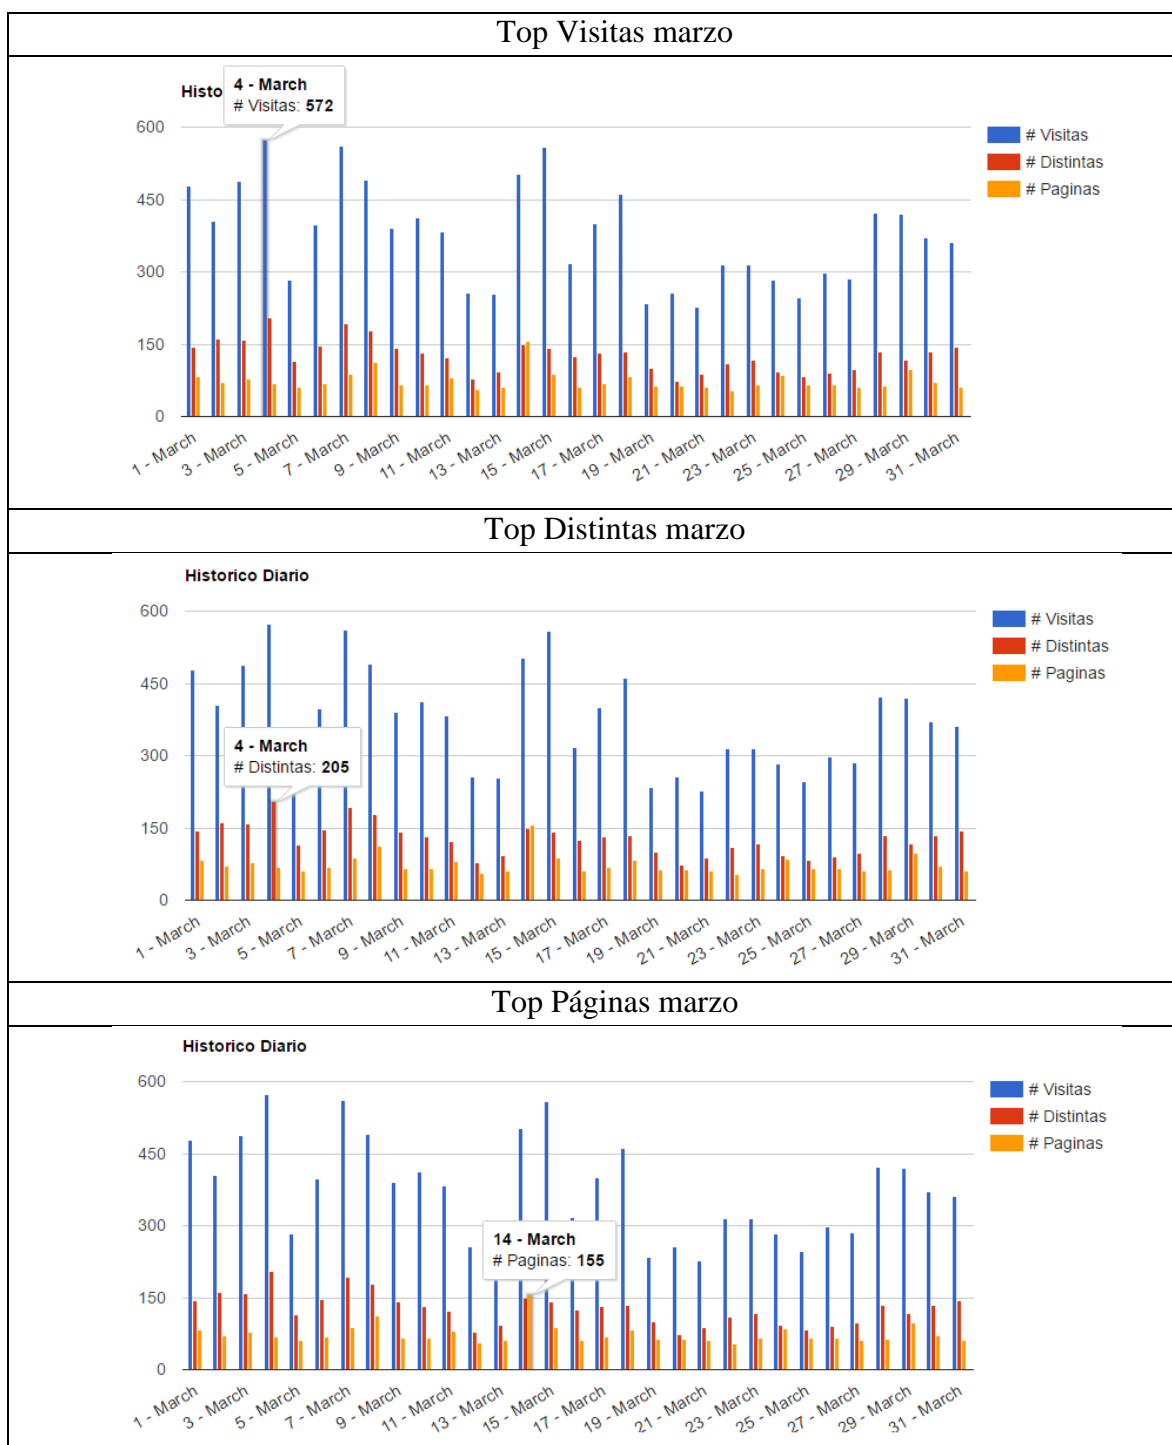 Top Visitas marzo
Histo
4 - March
# Visitas: 572
600
450
300
150
0
# Visitas
# Distintas
# Paginas
1 - March
3 - March
5 - March
7 - March
9 - March
11 - March
13 - March
15 - March
17 - March
19 - March
21 - March
23 - March
25 - March
27 - March
29 - March
31 - March
Top Distintas marzo
Historico Diario
600
450
300
150
0
4 - March
# Distintas: 205
# Visitas
# Distintas
# Paginas
1 - March
3 - March
5 - March
7 - March
9 - March
11 - March
13 - March
15 - March
17 - March
19 - March
21 - March
23 - March
25 - March
27 - March
29 - March
31 - March
Top Páginas marzo
Historico Diario
600
450
300
150
0
14 - March
# Paginas: 155
# Visitas
# Distintas
# Paginas
1 - March
3 - March
5 - March
7 - March
9 - March
11 - March
13 - March
15 - March
17 - March
19 - March
21 - March
23 - March
25 - March
27 - March
29 - March
31 - March